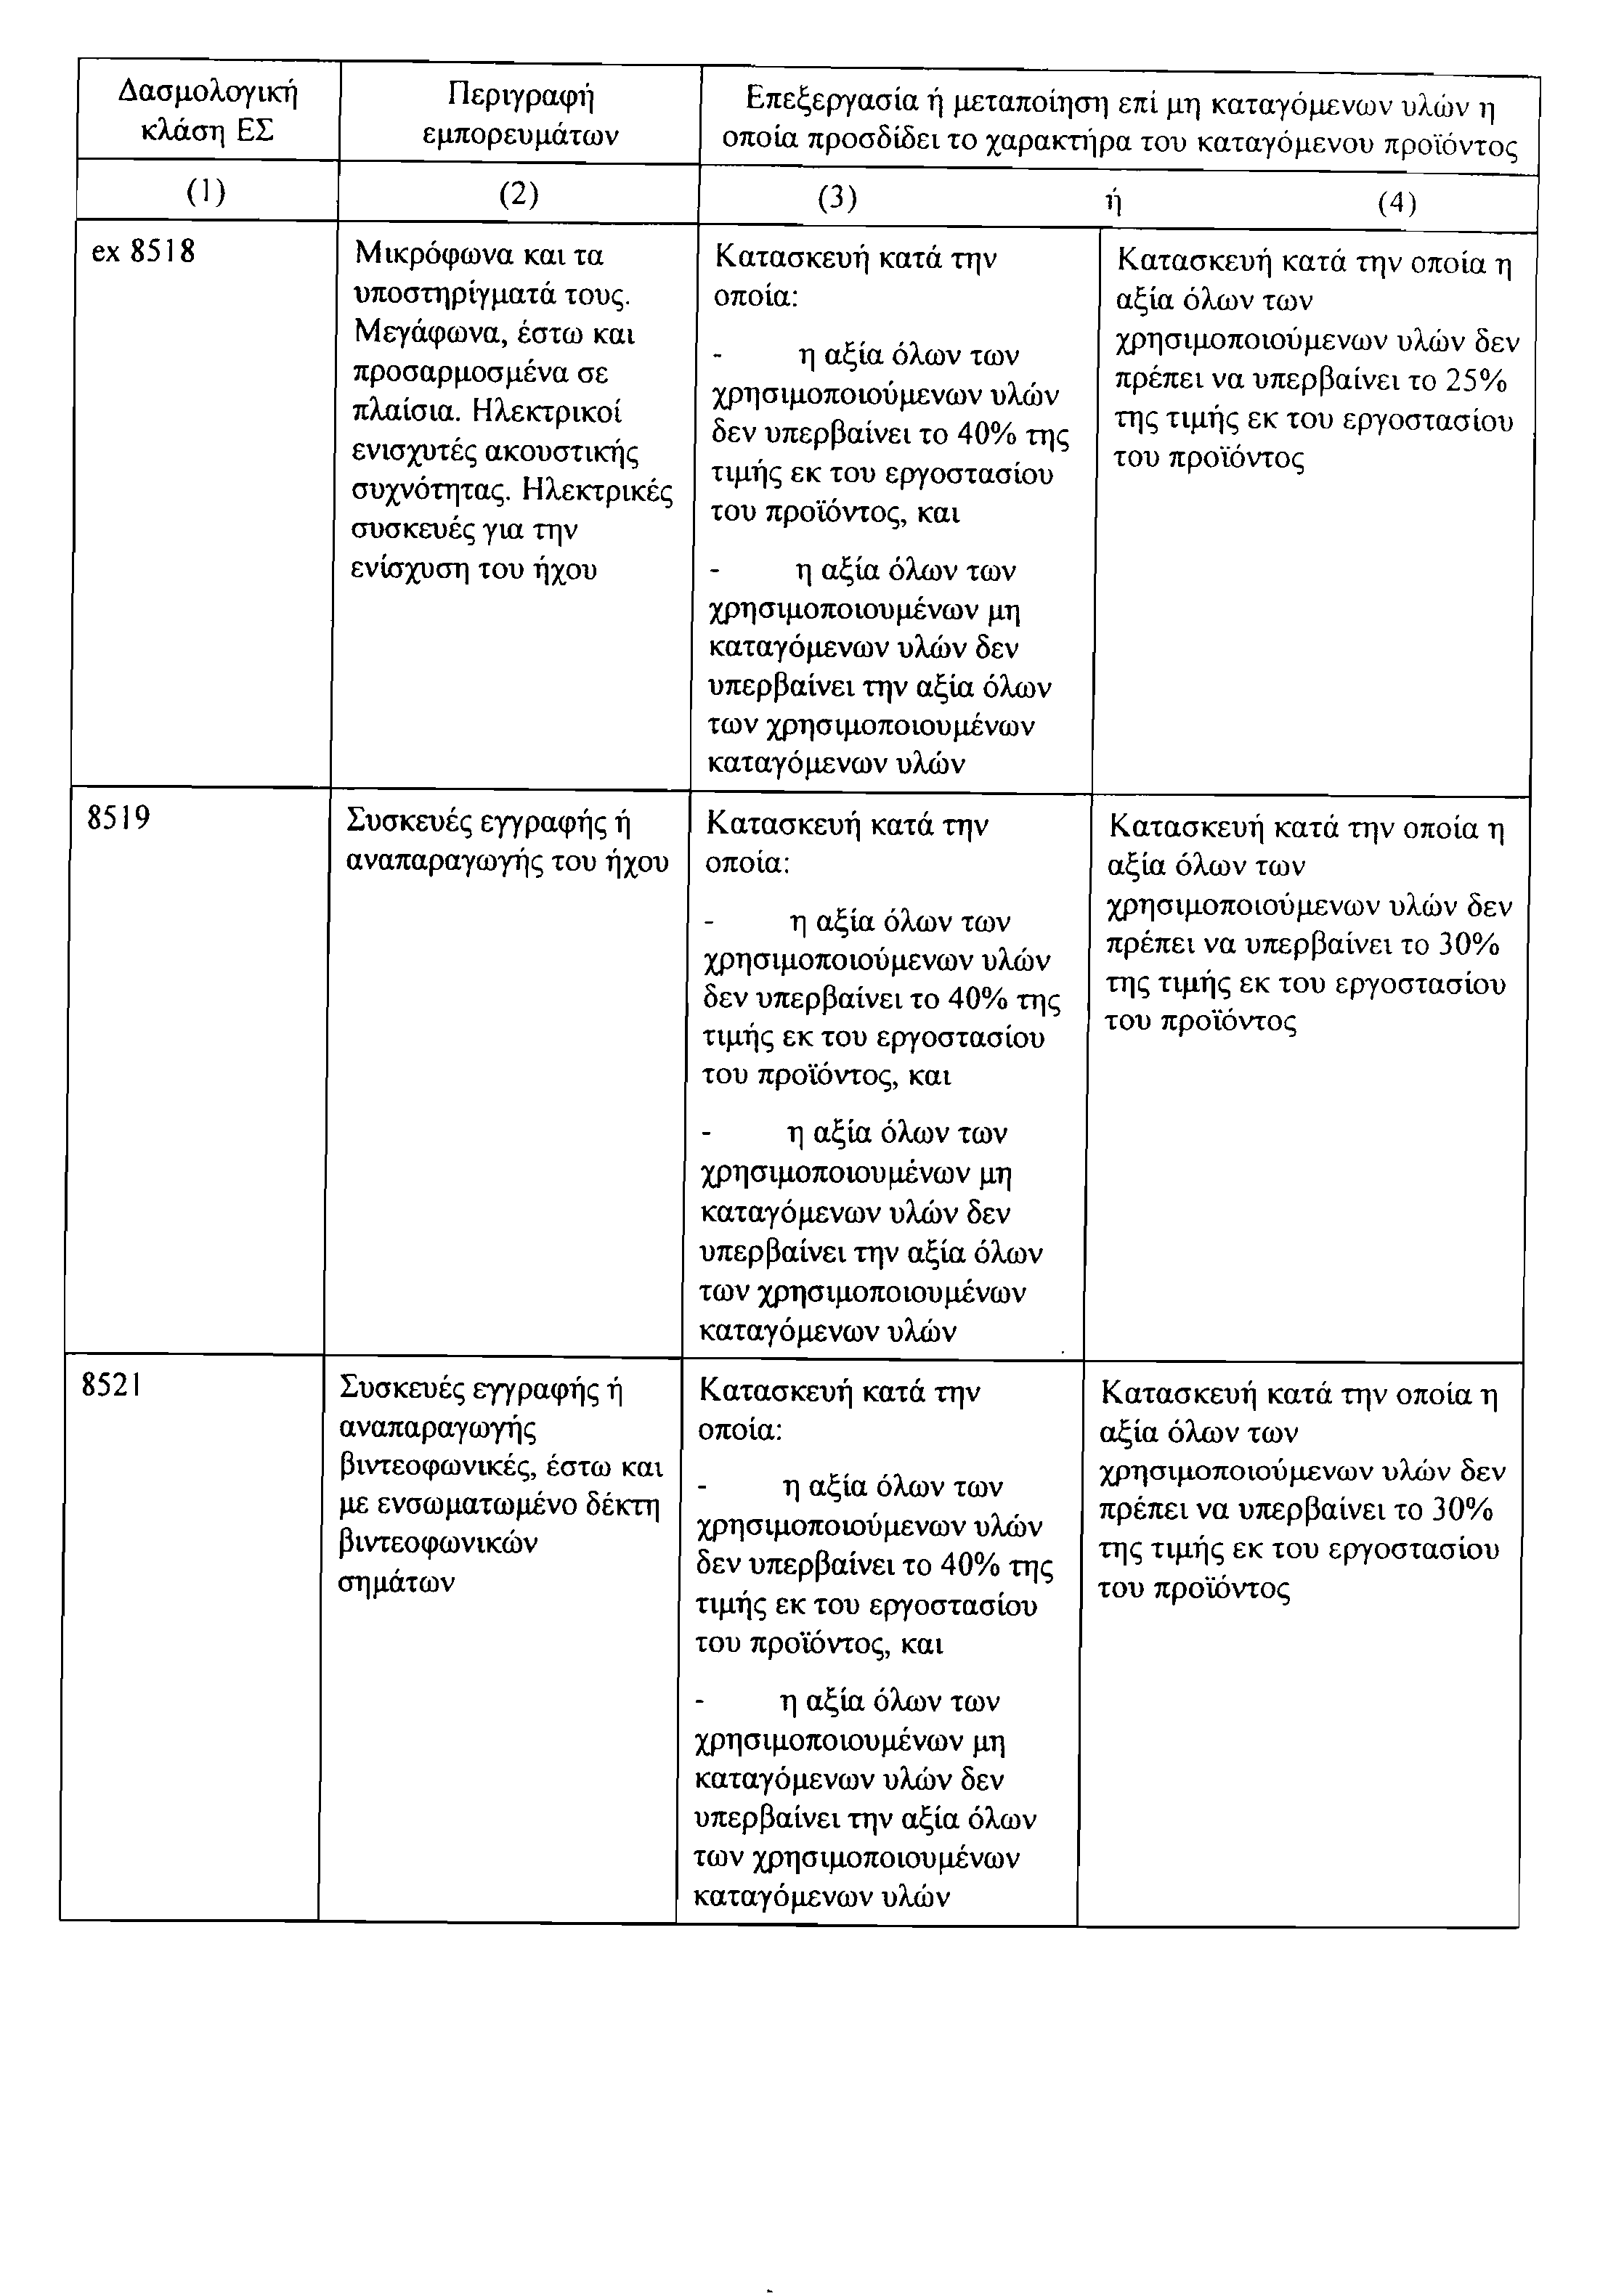 Δασμολογική
κλάση ΕΣ
Περιγραφή
εμπορευμάτων
Επεξεργασία ή μεταποίηση επί μη καταγόμενων υλών η
οποία προσδίδει το χαρακτήρα του καταγόμενου προϊόντος
(1)
(2)
(3)
ή
(4)
ex 8518
Μικρόφωνα και τα
υποστηρίγματά τους.
Μεγάφωνα, έστω και
προσαρμοσμένα σε
πλαίσια. Ηλεκτρικοί
ενισχυτές ακουστικής
συχνότητας. Ηλεκτρικές
συσκευές για την
ενίσχυση του ήχου
Κατασκευή κατά την
οποία:
- η αξία όλων των
χρησιμοποιούμενων υλών
δεν υπερβαίνει το 40% της
τιμής εκ του εργοστασίου
του προϊόντος, και
- η αξία όλων των
χρησιμοποιουμένων μη
καταγόμενων υλών δεν
υπερβαίνει την αξία όλων
των χρησιμοποιουμένων
καταγόμενων υλών
Κατασκευή κατά την οποία η
αξία όλων των
χρησιμοποιούμενων υλών δεν
πρέπει να υπερβαίνει το 25%
της τιμής εκ του εργοστασίου
του προϊόντος
8519
Συσκευές εγγραφής ή
αναπαραγωγής του ήχου
Κατασκευή κατά την
οποία:
- η αξία όλων των
χρησιμοποιούμενων υλών
δεν υπερβαίνει το 40% της
τιμής εκ του εργοστασίου
του προϊόντος, και
- η αξία όλων των
χρησιμοποιουμένων μη
καταγόμενων υλών δεν
υπερβαίνει την αξία όλων
των χρησιμοποιουμένων
καταγόμενων υλών
Κατασκευή κατά την οποία η
αξία όλων των
χρησιμοποιούμενων υλών δεν
πρέπει να υπερβαίνει το 30%
της τιμής εκ του εργοστασίου
του προϊόντος
8521
Συσκευές εγγραφής ή
αναπαραγωγής
βιντεοφωνικές, έστω και
με ενσωματωμένο δέκτη
βιντεοφωνικών
σημάτων
Κατασκευή κατά την
οποία:
- η αξία όλων των
χρησιμοποιούμενων υλών
δεν υπερβαίνει το 40% της
τιμής εκ του εργοστασίου
του προϊόντος, και
- η αξία όλων των
χρησιμοποιουμένων μη
καταγόμενων υλών δεν
υπερβαίνει την αξία όλων
των χρησιμοποιουμένων
καταγόμενων υλών
Κατασκευή κατά την οποία η
αξία όλων των
χρησιμοποιούμενων υλών δεν
πρέπει να υπερβαίνει το 30%
της τιμής εκ του εργοστασίου
του προϊόντος